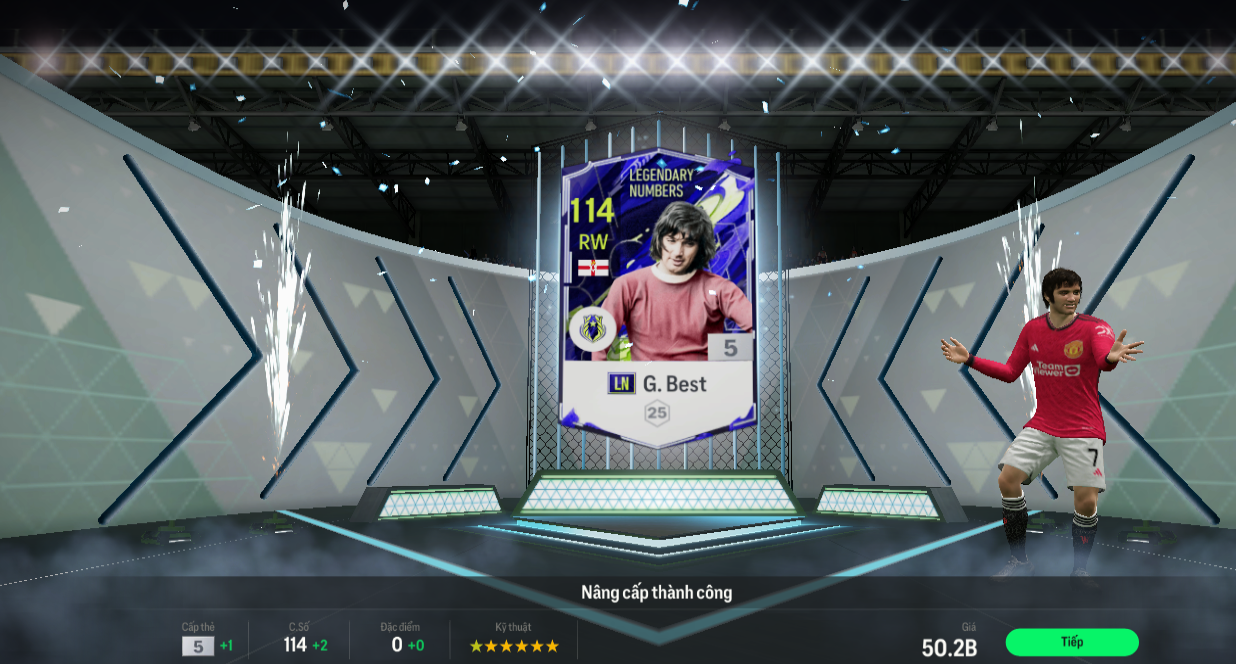 LEGENDARY
NUMBERS
114
RW
5
LN G. Best
25
Team
Viewer
7
Nâng cấp thành công
Cấp thẻ
5 +1
C.Số
114 +2
Đặc điểm
0 +0
Kỹ thuật
Giá
50.2B
Tiếp